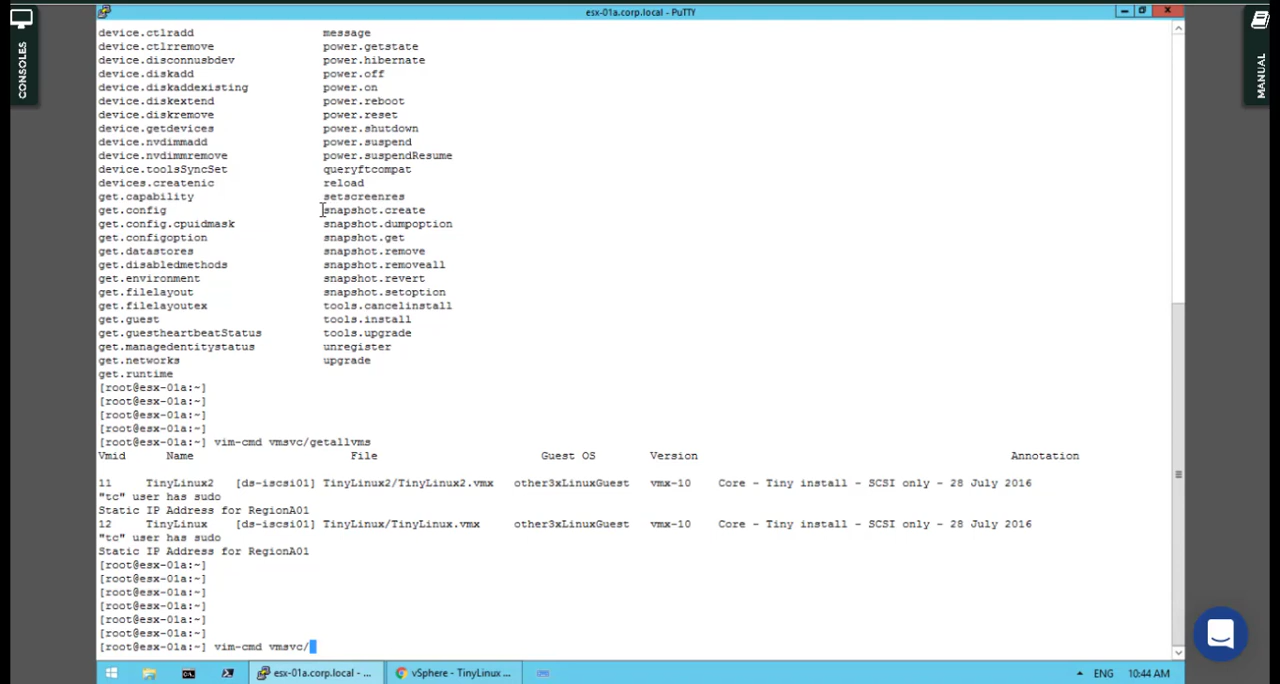 esx-01a.corp.local - PuTTY
CONSOLES
MANUAL
device.ctlradd message
device.ctlrremove power.getstate
device.disconnusbdev power.hibernate
device.diskadd power.off
device.diskaddexisting power.on
device.diskextend power.reboot
device.diskremove power.reset
device.getdevices power.shutdown
device.nvdimmadd power.suspend
device.nvdimmremove power.suspendResume
device.toolsSyncSet queryftcompat
devices.createnic reload
get.capability setscreenres
get.config snapshot.create
get.config.cpuidmask snapshot.dumpoption
get.configoption snapshot.get
get.datastores snapshot.remove
get.disabledmethods snapshot.removeall
get.environment snapshot.revert
get.filelayout snapshot.setoption
get.filelayoutex tools.cancelinstall
get.guest tools.install
get.guestheartbeatStatus tools.upgrade
get.managedentitystatus unregister
get.networks upgrade
get.runtime
[root@esx-01a:~]
[root@esx-01a:~]
[root@esx-01a:~]
[root@esx-01a:~]
[root@esx-01a:~] vim-cmd vmsvc/getallvms
Vmid Name File Guest OS Version Annotation
11 TinyLinux2 [ds-iscsi01] TinyLinux2/TinyLinux2.vmx other3xLinuxGuest vmx-10 Core - Tiny install - SCSI only - 28 July 2016
"tc" user has sudo
Static IP Address for RegionA01
12 TinyLinux [ds-iscsi01] TinyLinux/TinyLinux.vmx other3xLinuxGuest vmx-10 Core - Tiny install - SCSI only - 28 July 2016
"tc" user has sudo
Static IP Address for RegionA01
[root@esx-01a:~]
[root@esx-01a:~]
[root@esx-01a:~]
[root@esx-01a:~]
[root@esx-01a:~]
[root@esx-01a:~]
[root@esx-01a:~] vim-cmd vmsvc/
esx-01a.corp.local - ... vSphere - TinyLinux ... ENG 10:44 AM